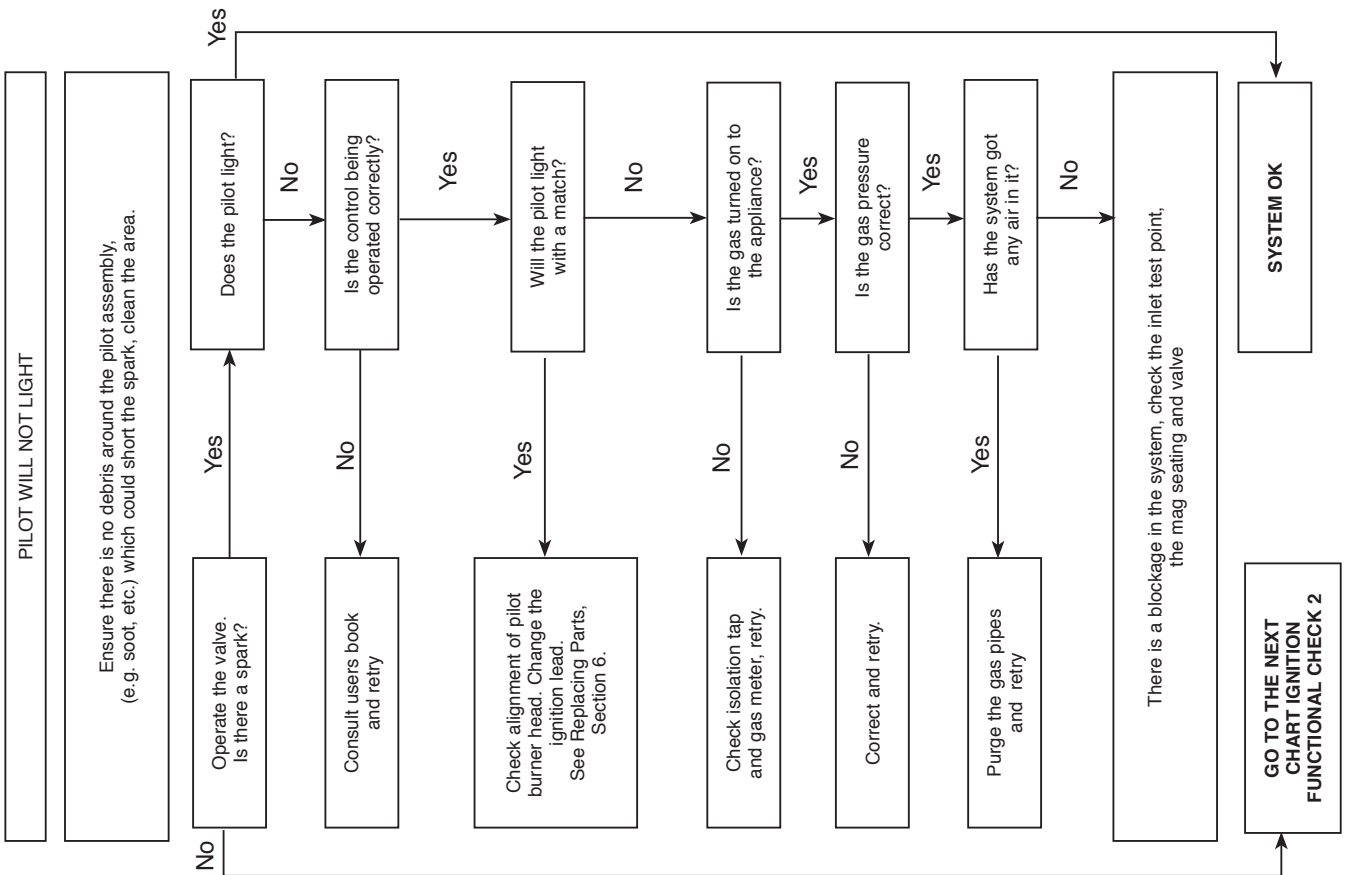 PILOT WILL NOT LIGHT
Ensure there is no debris around the pilot assembly,
(e.g. soot, etc.) which could short the spark, clean the area.
No
Operate the valve.
Is there a spark?
Yes
Does the pilot light?
Yes
No
Consult users book
and retry
No
Is the control being
operated correctly?
Yes
Check alignment of pilot
burner head. Change the
ignition lead.
See Replacing Parts,
Section 6.
Yes
Will the pilot light
with a match?
No
Check isolation tap
and gas meter, retry.
No
Is the gas turned on to
the appliance?
Yes
Correct and retry.
No
Is the gas pressure
correct?
Yes
Purge the gas pipes
and retry
Yes
Has the system got
any air in it?
No
There is a blockage in the system, check the inlet test point,
the mag seating and valve
GO TO THE NEXT
CHART IGNITION
FUNCTIONAL CHECK 2
SYSTEM OK